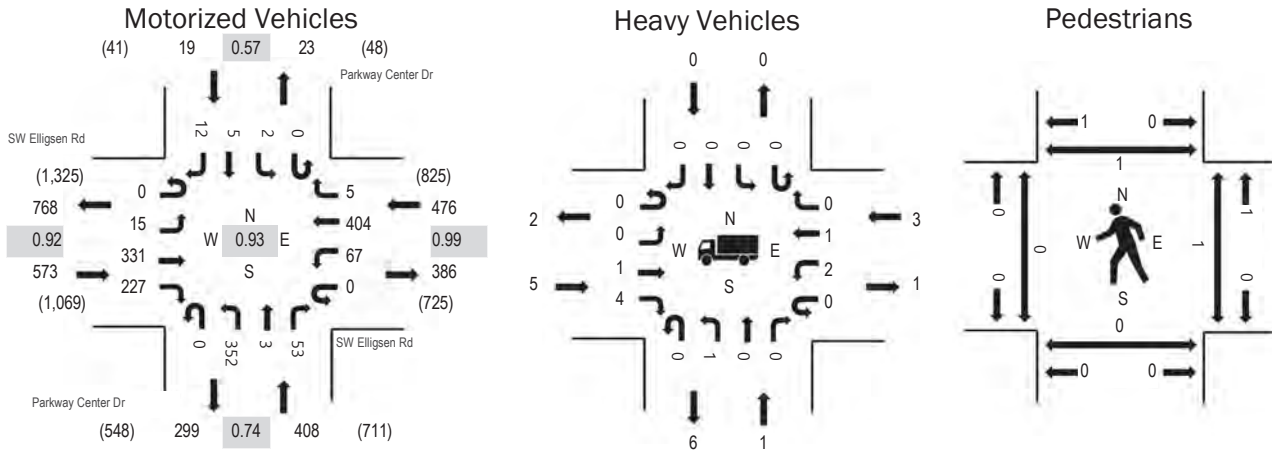 Motorized Vehicles
(41) 19 0.57 23 (48)
Parkway Center Dr
12 5 2 0
SW Elligsen Rd
(1,325) (825)
0 5
768 476
15 N 404
0.92 W 0.93 E 0.99
331 67
573 S 386
227 0
(1,069) (725)
0 352 3 53
SW Elligsen Rd
Parkway Center Dr
(548) 299 0.74 408 (711)
Heavy Vehicles
0 0
0 0 0 0
0 0
2 3
0 N 1
W E
1 2
5 S 1
4 0
0 1 0 0
6 1
Pedestrians
1 0
1
N
0 1
W E
0 1
S
0 0
0
0 0